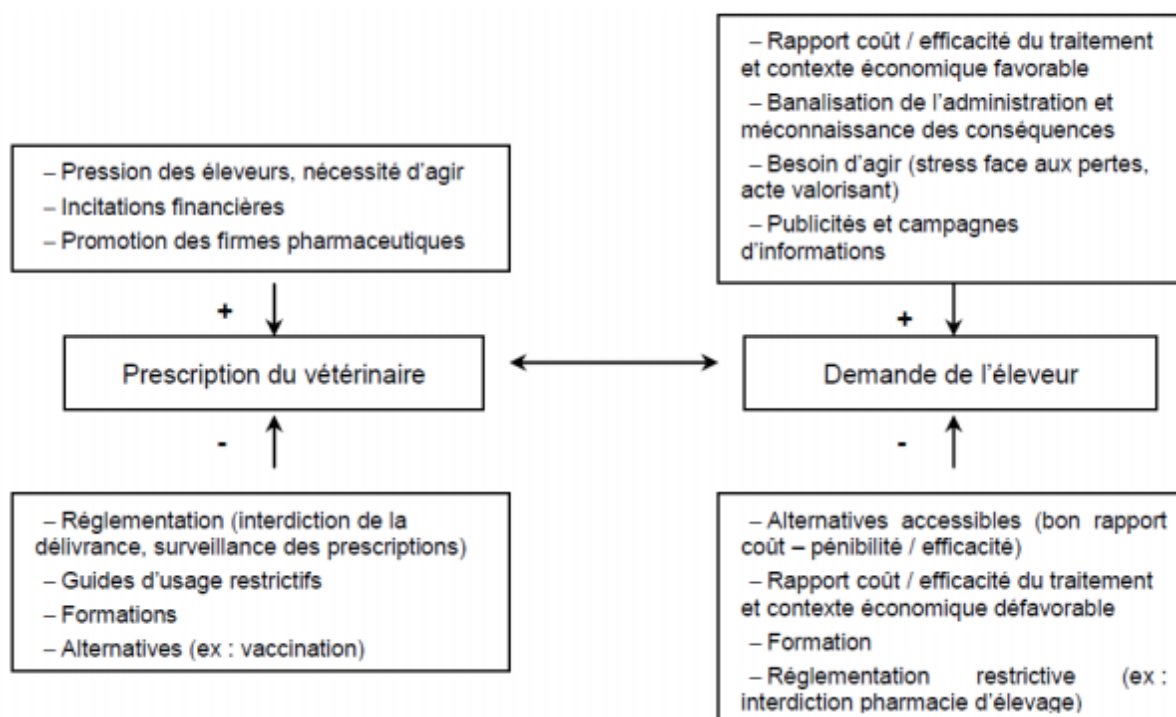 – Pression des éleveurs, nécessité d'agir
– Incitations financières
– Promotion des firmes pharmaceutiques
+
Prescription du vétérinaire
-
– Réglementation (interdiction de la
délivrance, surveillance des prescriptions)
– Guides d'usage restrictifs
– Formations
– Alternatives (ex : vaccination)
– Rapport coût / efficacité du traitement
et contexte économique favorable
– Banalisation de l'administration et
méconnaissance des conséquences
– Besoin d'agir (stress face aux pertes,
acte valorisant)
– Publicités et campagnes
d'informations
+
Demande de l'éleveur
-
– Alternatives accessibles (bon rapport
coût – pénibilité / efficacité)
– Rapport coût / efficacité du traitement
et contexte économique défavorable
– Formation
– Réglementation restrictive (ex :
interdiction pharmacie d'élevage)